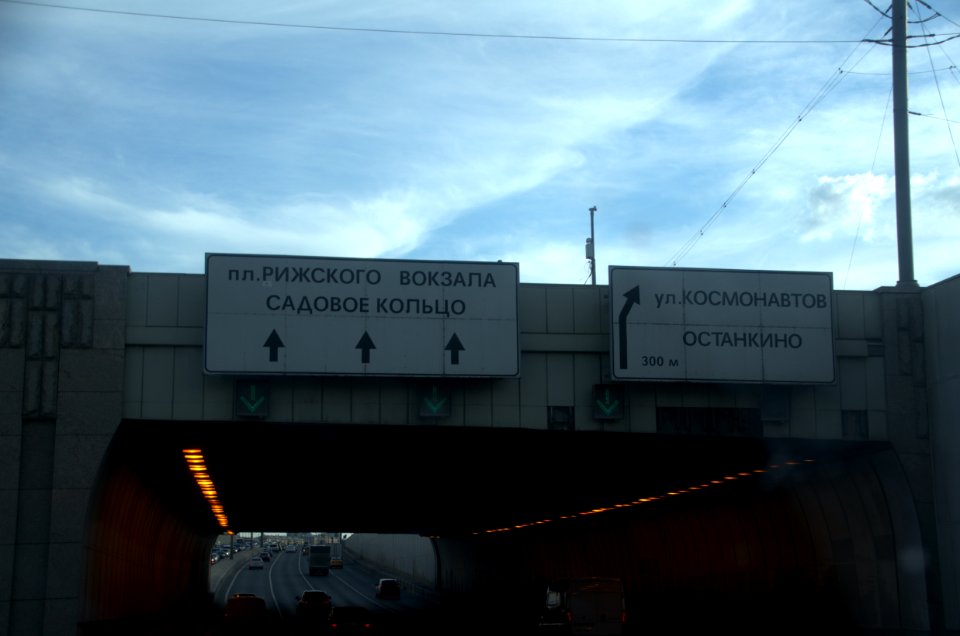 пл.РИЖСКОГО ВОКЗАЛА
САДОВОЕ КОЛЬЦО
ул.КОСМОНАВТОВ
ОСТАНКИНО
300 м